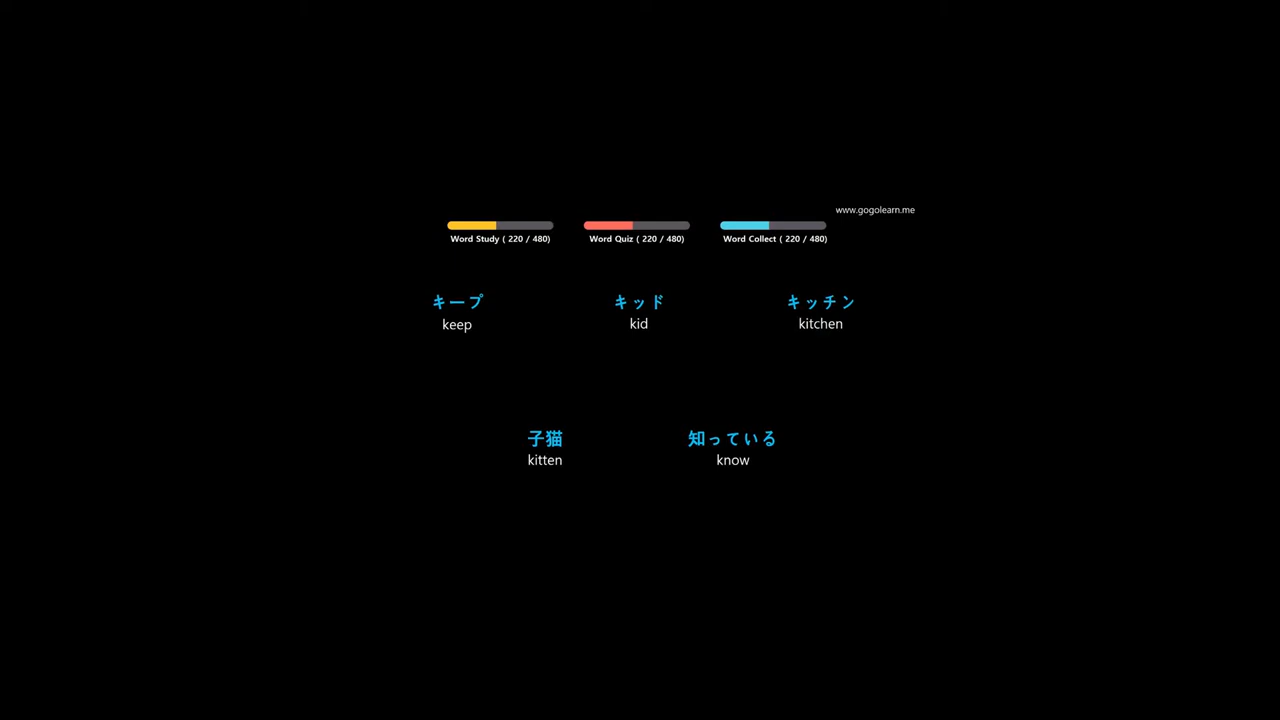 www.gogolearn.me
Word Study ( 220 / 480)
Word Quiz ( 220 / 480)
Word Collect ( 220 / 480)
キープ
keep
キッド
kid
キッチン
kitchen
子猫
kitten
知っている
know